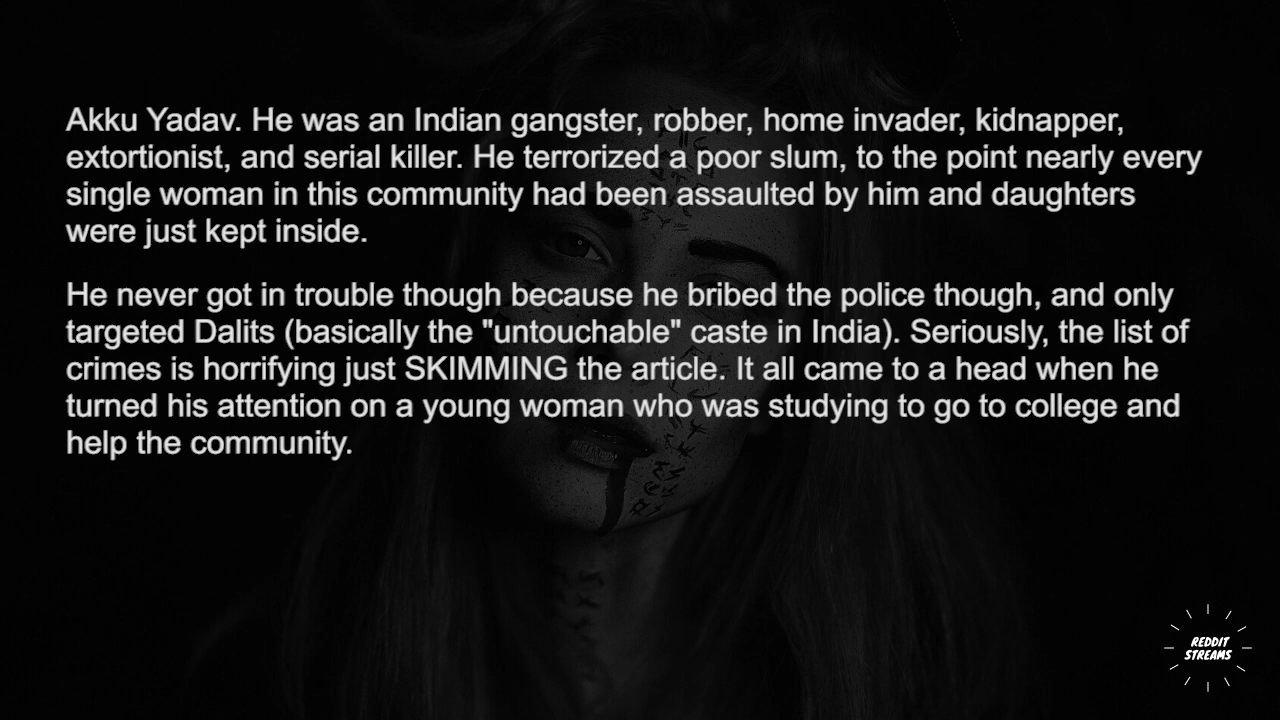 Akku Yadav. He was an Indian gangster, robber, home invader, kidnapper,
extortionist, and serial killer. He terrorized a poor slum, to the point nearly every
single woman in this community had been assaulted by him and daughters
were just kept inside.
He never got in trouble though because he bribed the police though, and only
targeted Dalits (basically the "untouchable" caste in India). Seriously, the list of
crimes is horrifying just SKIMMING the article. It all came to a head when he
turned his attention on a young woman who was studying to go to college and
help the community.
REDDIT
STREAMS